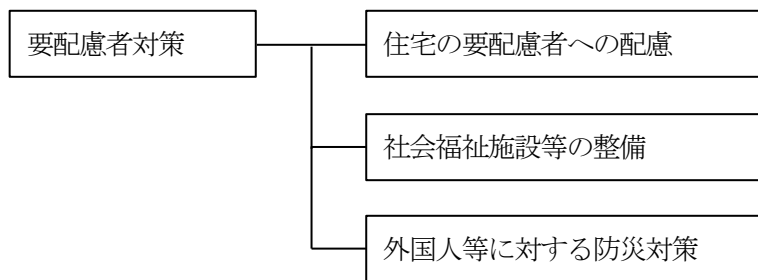 要配慮者対策
住宅の要配慮者への配慮
社会福祉施設等の整備
外国人等に対する防災対策